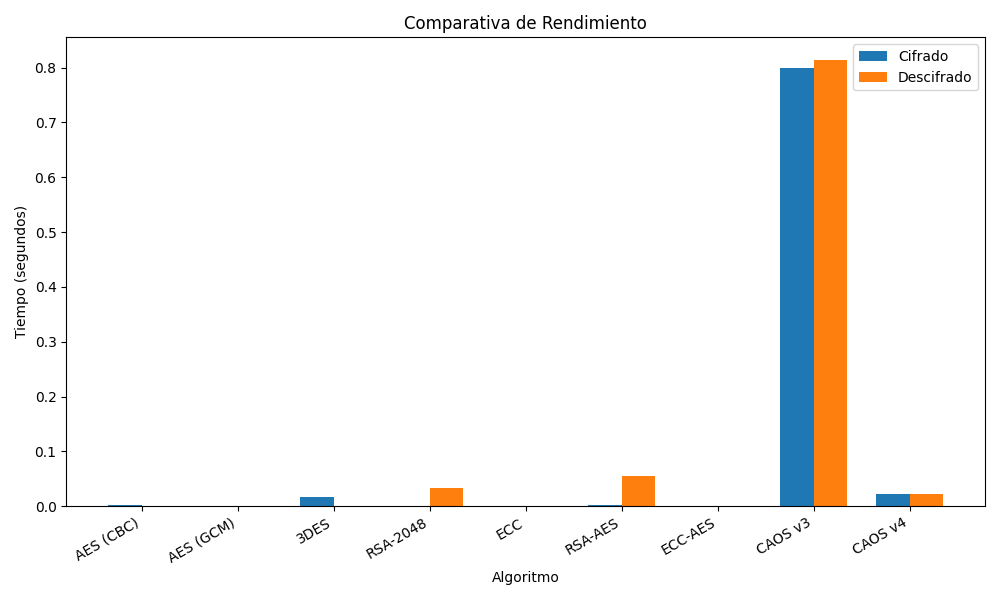 Comparativa de Rendimiento
Cifrado
Descifrado
Tiempo (segundos)
0.8
0.7
0.6
0.5
0.4
0.3
0.2
0.1
0.0
AES (CBC)
AES (GCM)
3DES
RSA-2048
ECC
RSA-AES
ECC-AES
CAOS v3
CAOS v4
Algoritmo